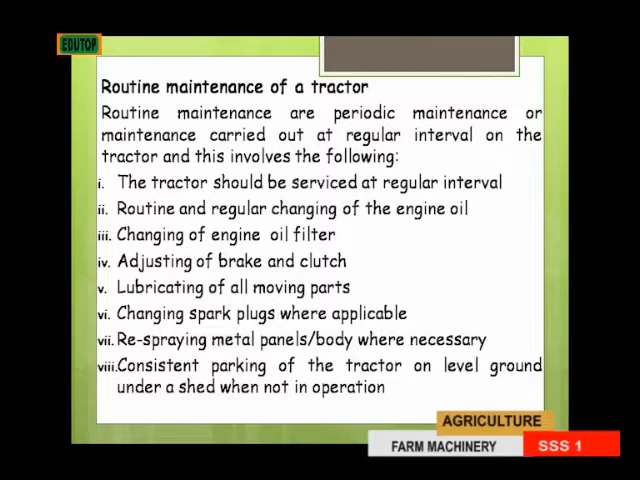 EDUTOP
Routine maintenance of a tractor
Routine maintenance are periodic maintenance or
maintenance carried out at regular interval on the
tractor and this involves the following:
i. The tractor should be serviced at regular interval
ii. Routine and regular changing of the engine oil
iii. Changing of engine oil filter
iv. Adjusting of brake and clutch
v. Lubricating of all moving parts
vi. Changing spark plugs where applicable
vii. Re-spraying metal panels/body where necessary
viii. Consistent parking of the tractor on level ground
under a shed when not in operation
AGRICULTURE
FARM MACHINERY SSS 1